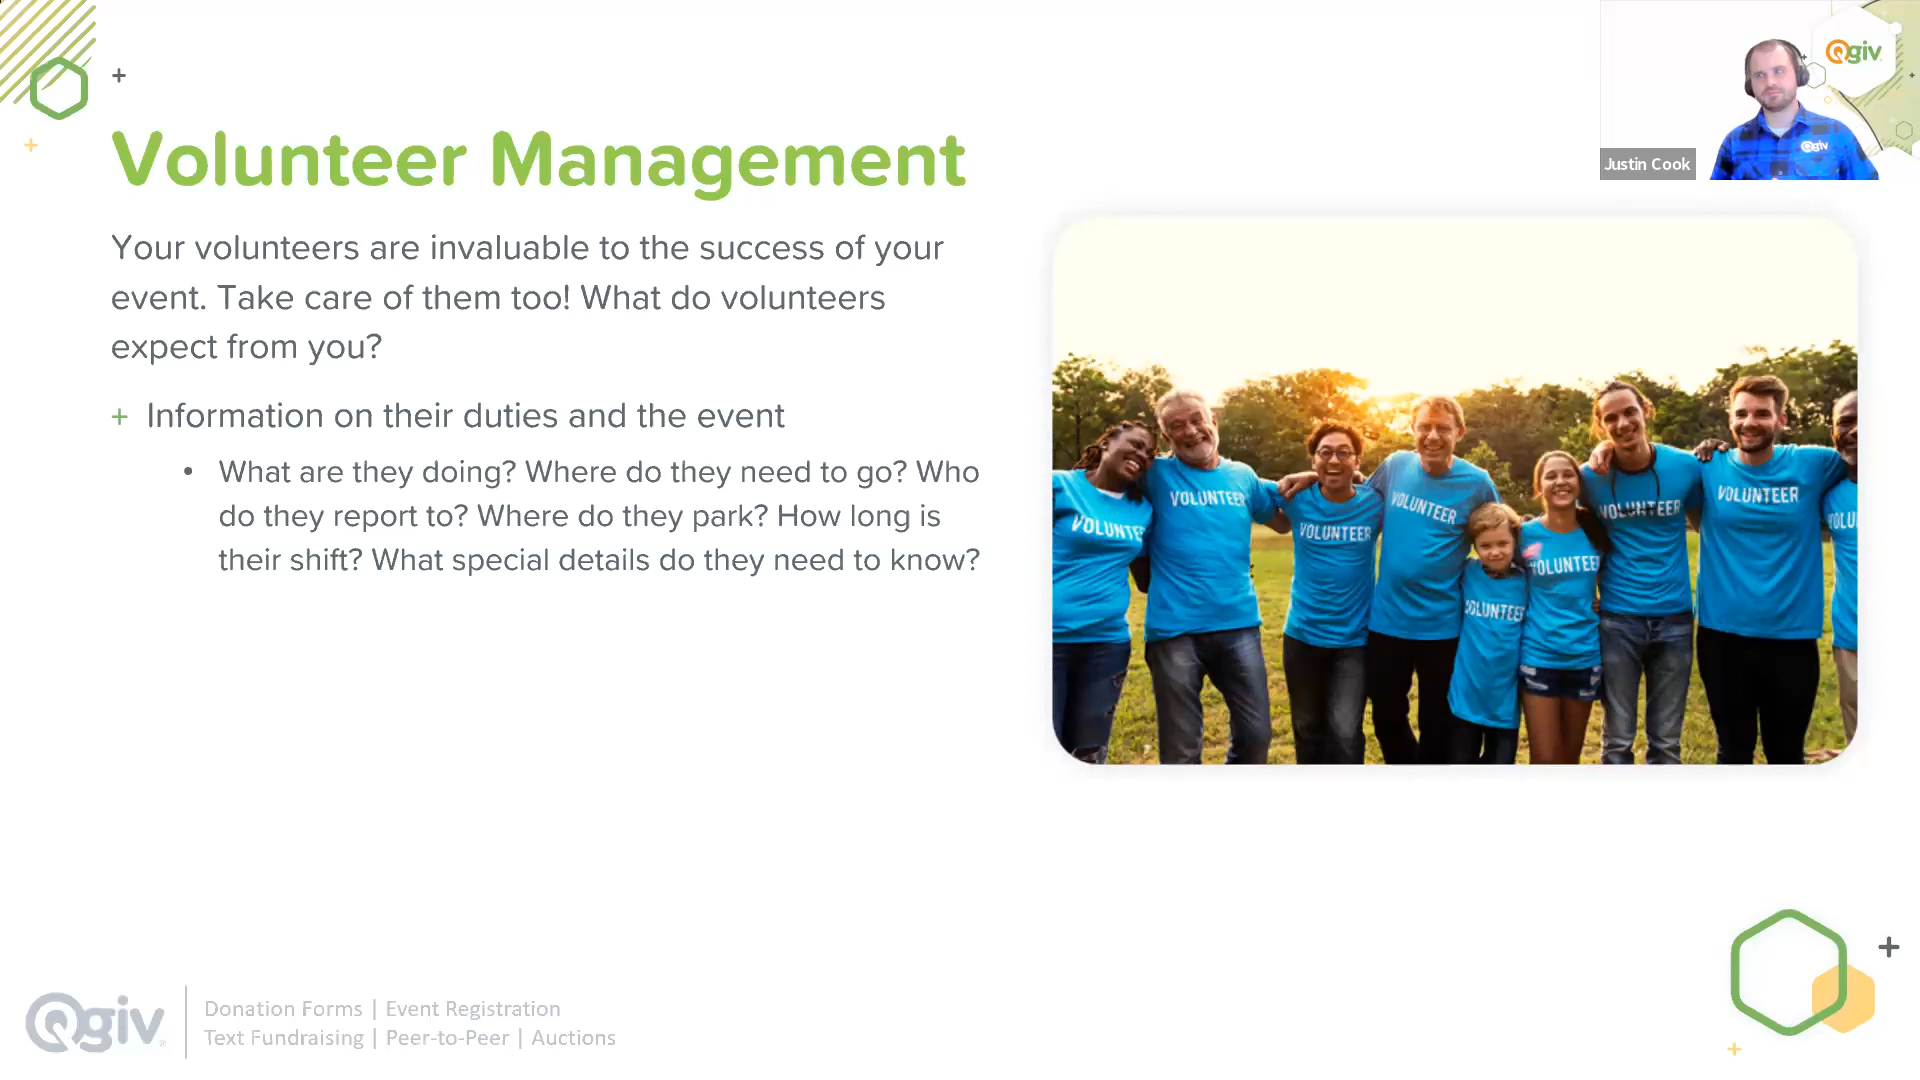 Qgiv
Qgiv
Justin Cook
Volunteer Management
Your volunteers are invaluable to the success of your
event. Take care of them too! What do volunteers
expect from you?
+ Information on their duties and the event
• What are they doing? Where do they need to go? Who
do they report to? Where do they park? How long is
their shift? What special details do they need to know?
VOLUNTEE
VOLUNTEER
VOLUNTEER
VOLUNTEER
VOLUNTEER
VOLUNTEE
VOLUNTEER
VOLUNTEER
VOLU
Qgiv
Donation Forms | Event Registration
Text Fundraising | Peer-to-Peer | Auctions